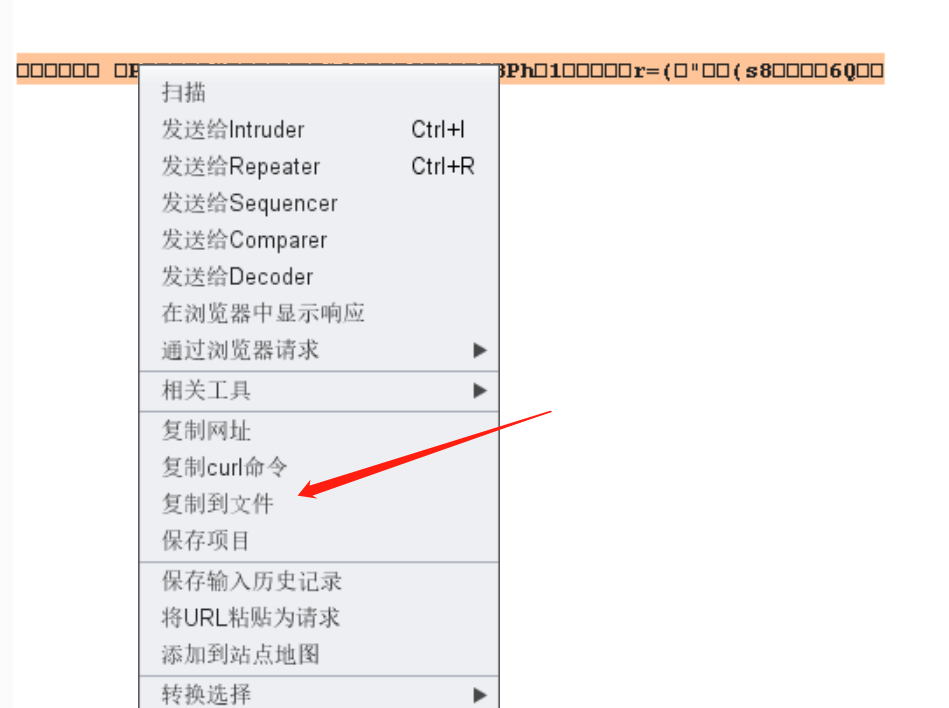 □□□□□□ □P 3Ph□1□□□□□r=(□"□□(s8□□□□6Q□□
扫描
发送给Intruder Ctrl+I
发送给Repeater Ctrl+R
发送给Sequencer
发送给Comparer
发送给Decoder
在浏览器中显示响应
通过浏览器请求 ▶
相关工具 ▶
复制网址
复制curl命令
复制到文件
保存项目
保存输入历史记录
将URL粘贴为请求
添加到站点地图
转换选择 ▶